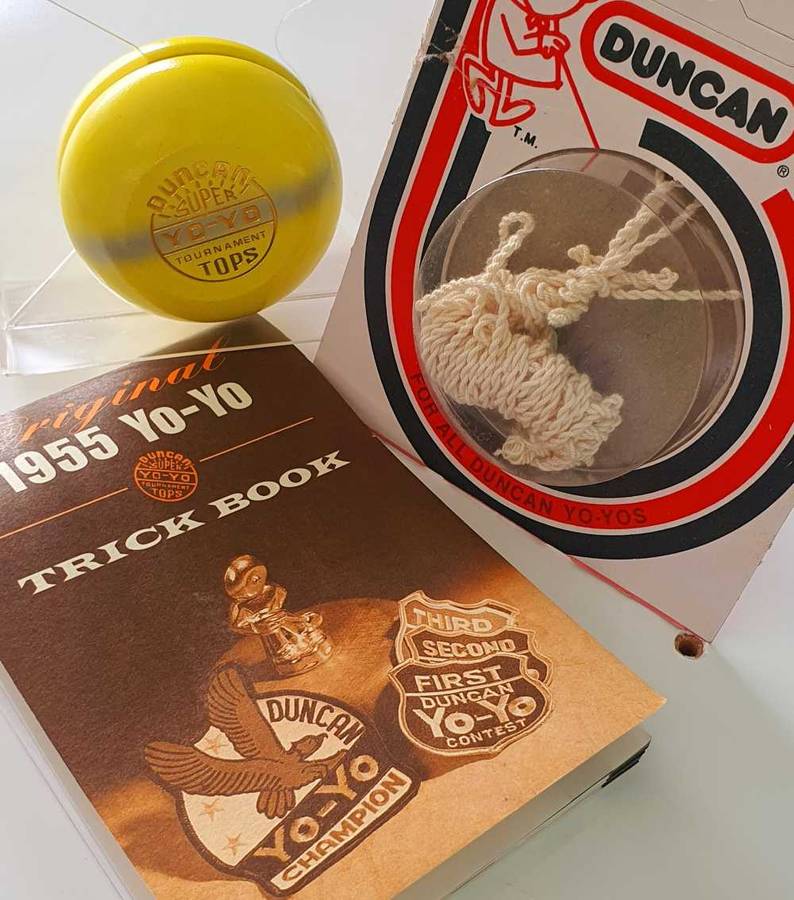 DUNCAN
SUPER
YO-YO
TOURNAMENT
TOPS
DUNCAN
®
T.M.
FOR ALL DUNCAN YO-YOS
riginal
1955 Yo-Yo
DUNCAN
SUPER
YO-YO
TOURNAMENT
TOPS
TRICK BOOK
THIRD
SECOND
FIRST
DUNCAN
Yo-Yo
CONTEST
DUNCAN
YO-YO
CHAMPION